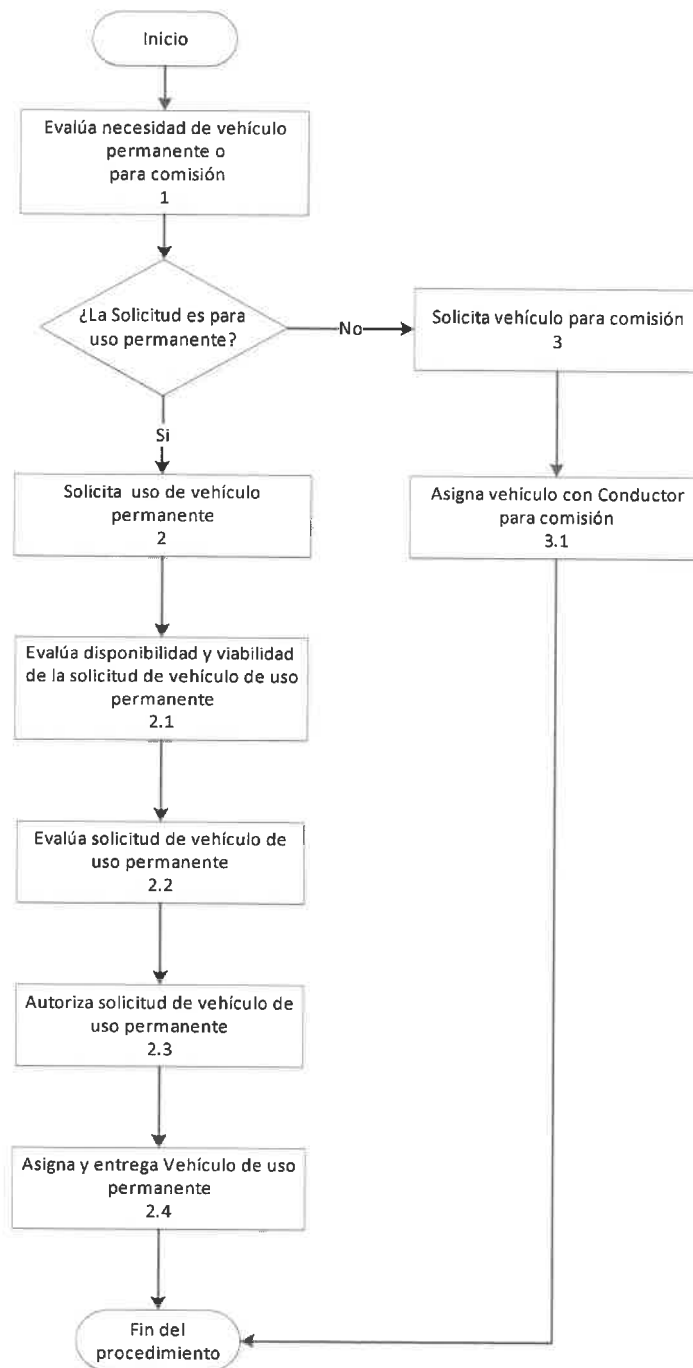 Inicio
Evalúa necesidad de vehículo
permanente o
para comisión
1
¿La Solicitud es para
uso permanente?
No
Solicita vehículo para comisión
3
Si
Solicita uso de vehículo
permanente
2
Asigna vehículo con Conductor
para comisión
3.1
Evalúa disponibilidad y viabilidad
de la solicitud de vehículo de uso
permanente
2.1
Evalúa solicitud de vehículo de
uso permanente
2.2
Autoriza solicitud de vehículo de
uso permanente
2.3
Asigna y entrega Vehículo de uso
permanente
2.4
Fin del
procedimiento